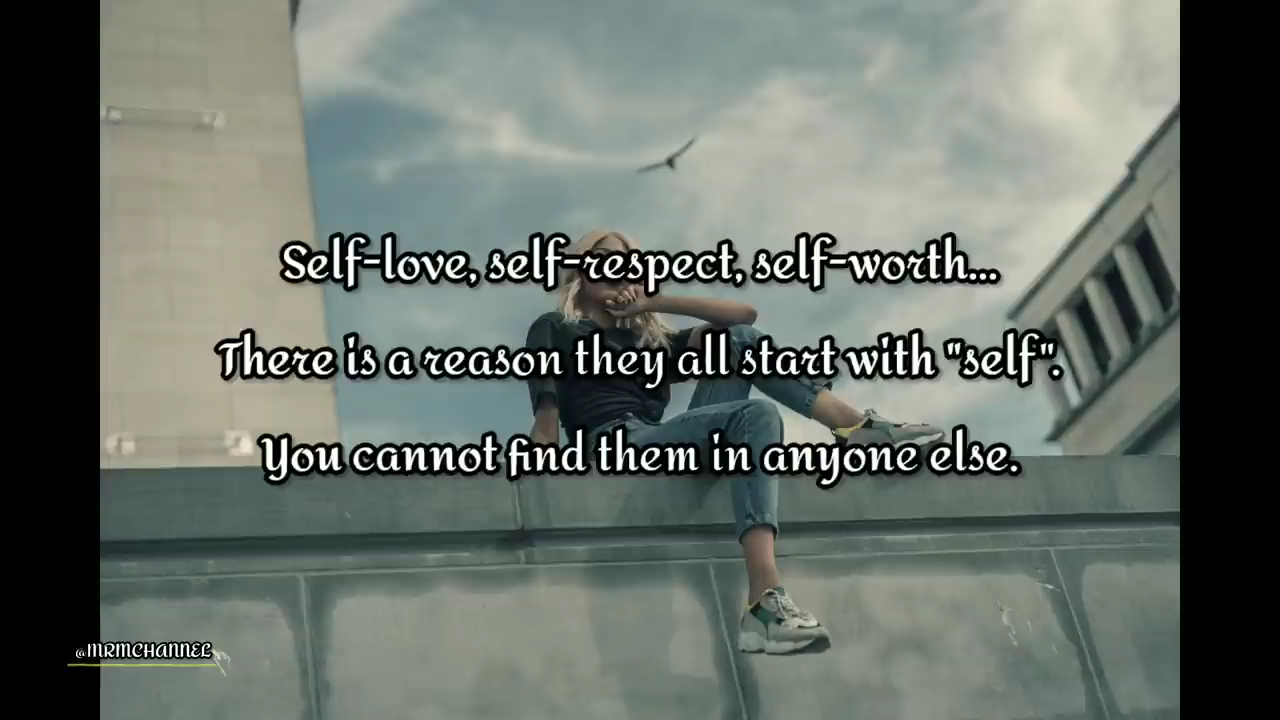 Self-love, self-respect, self-worth...
There is a reason they all start with "self".
You cannot find them in anyone else.
@MRMCHANNEL